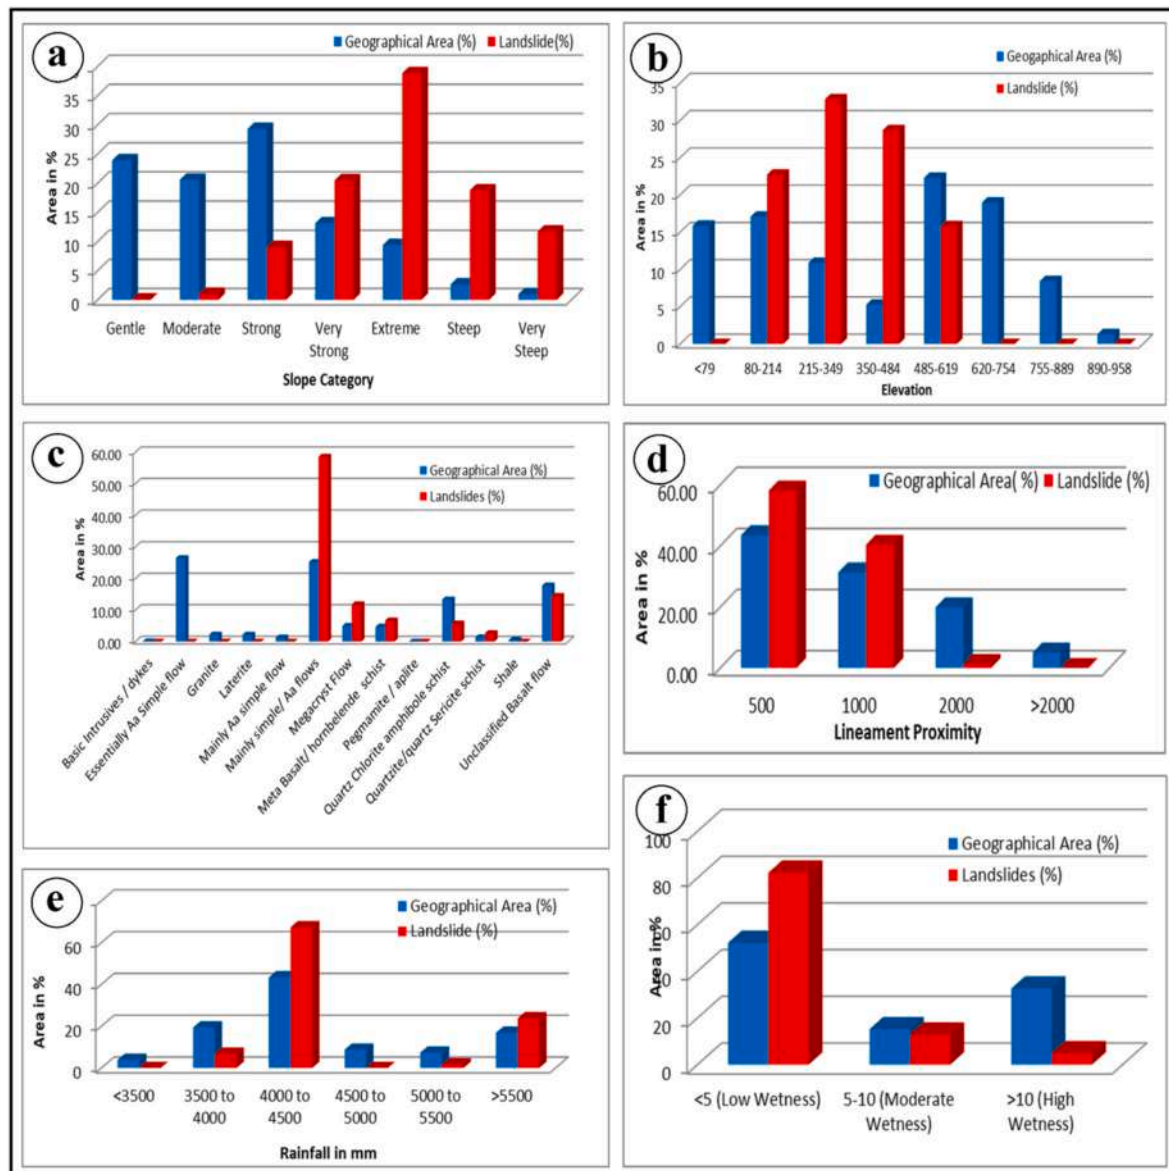 a
Geographical Area (%) Landslide(%)
Area in %
35
30
25
20
15
10
5
0
Gentle Moderate Strong Very Strong Extreme Steep Very Steep
Slope Category
b
Geogaphical Area (%)
Landslide (%)
Area in %
35
30
25
20
15
10
5
0
<79 80-214 215-349 350-484 485-619 620-754 755-889 890-958
Elevation
c
Geographical Area (%)
Landslides (%)
Area in %
60.00
50.00
40.00
30.00
20.00
10.00
0.00
Basic Intrusives / dykes
Essentially Aa Simple flow
Granite
Laterite
Mainly Aa simple flow
Mainly simple/ Aa flows
Megacryst Flow
Meta Basalt/ hornbelende schist
Pegmamite / aplite
Quartz Chlorite amphibole schist
Quartzite/quartz Sericite schist
Shale
Unclassified Basalt flow
d
Geographical Area( %) Landslide (%)
Area in %
60.00
40.00
20.00
0.00
500 1000 2000 >2000
Lineament Proximity
e
Geographical Area (%)
Landslide (%)
Area in %
60
40
20
0
<3500 3500 to 4000 4000 to 4500 4500 to 5000 5000 to 5500 >5500
Rainfall in mm
f
Geographical Area (%)
Landslides (%)
Area in %
100
80
60
40
20
0
<5 (Low Wetness) 5-10 (Moderate Wetness) >10 (High Wetness)